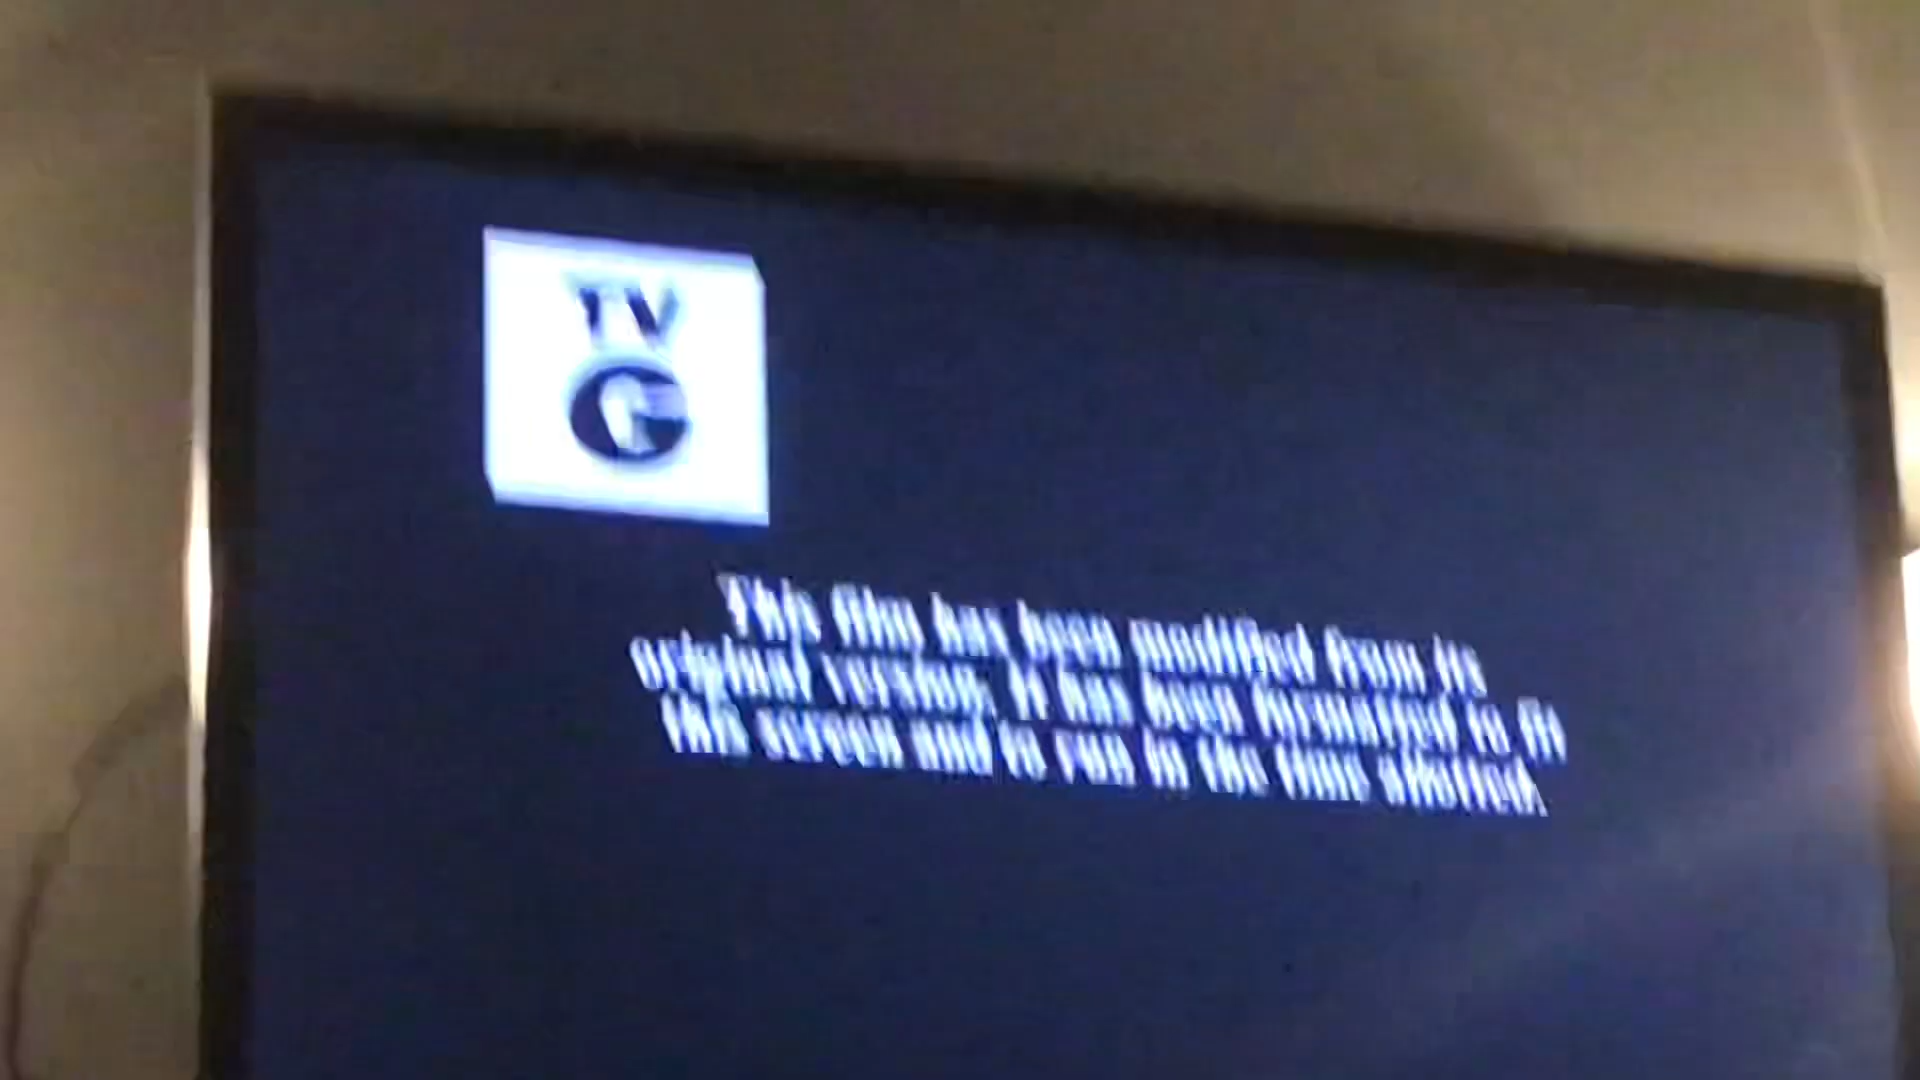 TV
G
This film has been modified from its
original version. It has been formatted to fit
this screen and to run in the time allotted.